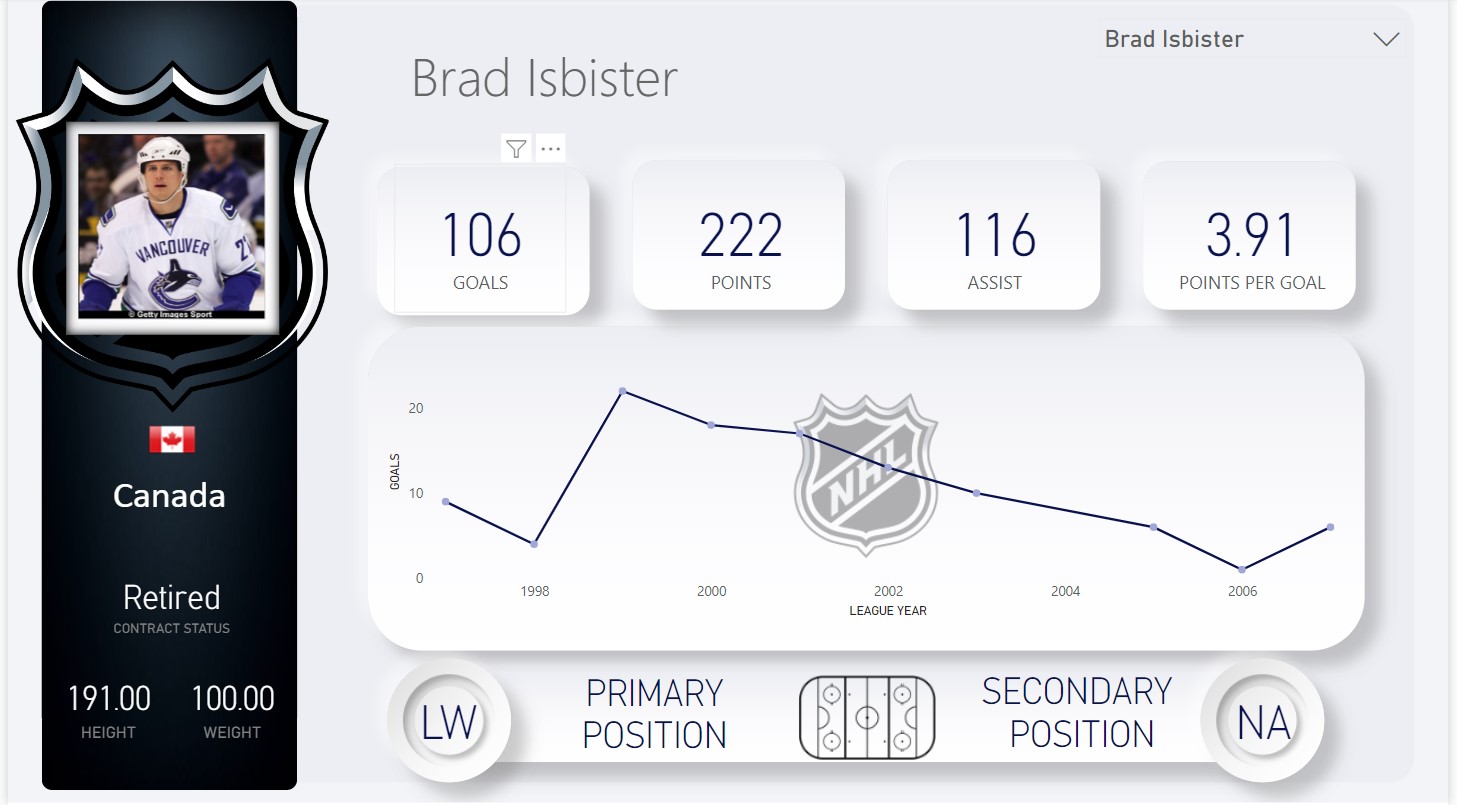 Brad Isbister
Brad Isbister
VANCOUVER
© Getty Images Sport
Canada
Retired
CONTRACT STATUS
191.00
HEIGHT
100.00
WEIGHT
106
GOALS
222
POINTS
116
ASSIST
3.91
POINTS PER GOAL
GOALS
20
10
0
NHL
1998
2000
2002
2004
2006
LEAGUE YEAR
LW
PRIMARY
POSITION
SECONDARY
POSITION
NA